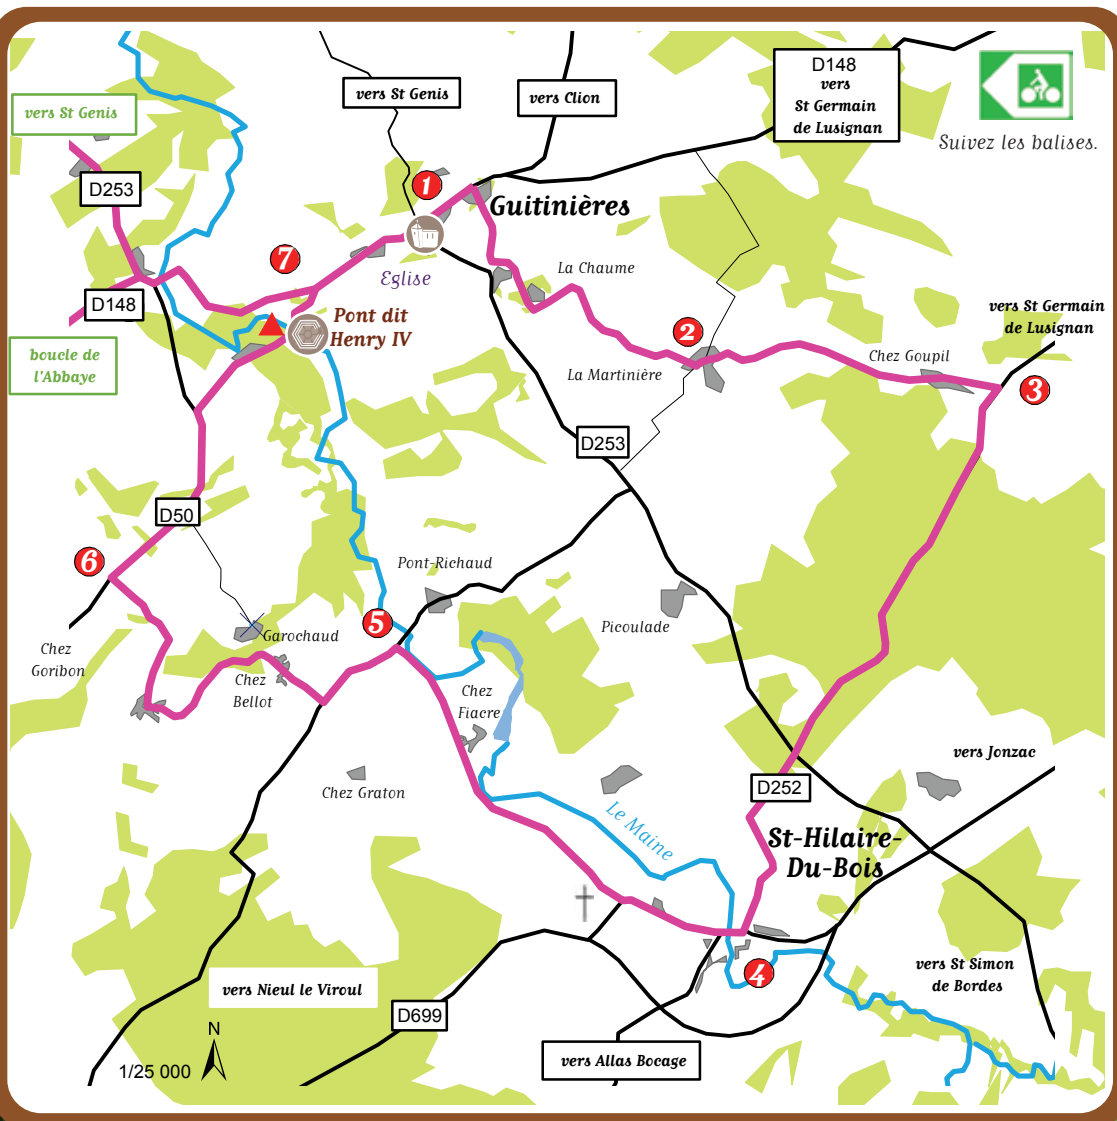 vers St Genis
vers Clion
D148
vers
St Germain
de Lusignan
Suivez les balises.
vers St Genis
D253
1
Guitinières
7
Eglise
La Chaume
D148
Pont dit
Henry IV
vers St Germain
de Lusignan
2
boucle de
l'Abbaye
La Martinière
Chez Goupil
3
D253
D50
6
Pont-Richaud
5
Picoulade
Garochaud
Chez
Goribon
Chez
Bellot
Chez
Fiacre
vers Jonzac
Chez Graton
D252
Le Maine
St-Hilaire-
Du-Bois
4
vers St Simon
de Bordes
vers Nieul le Viroul
D699
N
1/25 000
vers Allas Bocage